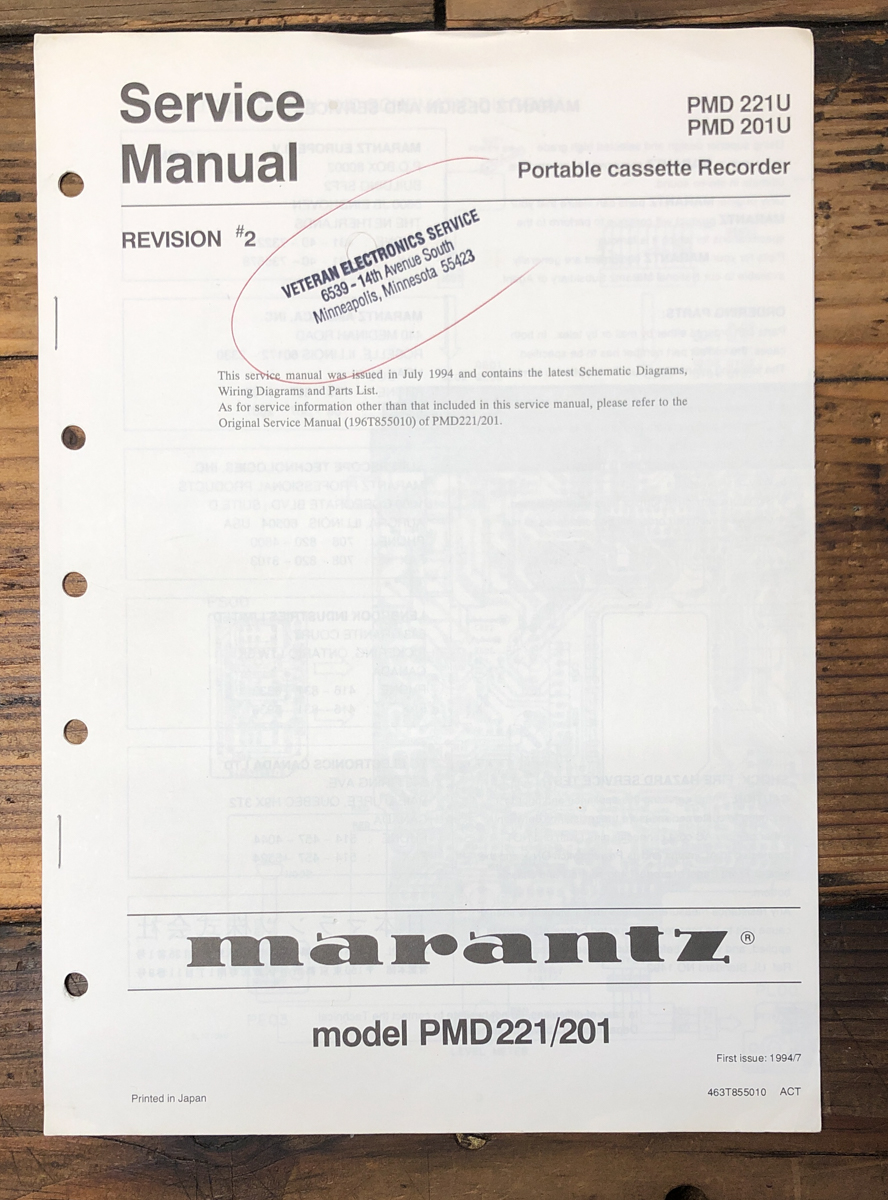 Service
Manual
PMD 221U
PMD 201U
Portable cassette Recorder
REVISION #2
VETERAN ELECTRONICS SERVICE
6539 - 14th Avenue South
Minneapolis, Minnesota 55423
This service manual was issued in July 1994 and contains the latest Schematic Diagrams,
Wiring Diagrams and Parts List.
As for service information other than that included in this service manual, please refer to the
Original Service Manual (196T855010) of PMD221/201.
marantz®
model PMD221/201
First issue: 1994/7
Printed in Japan
463T855010 ACT